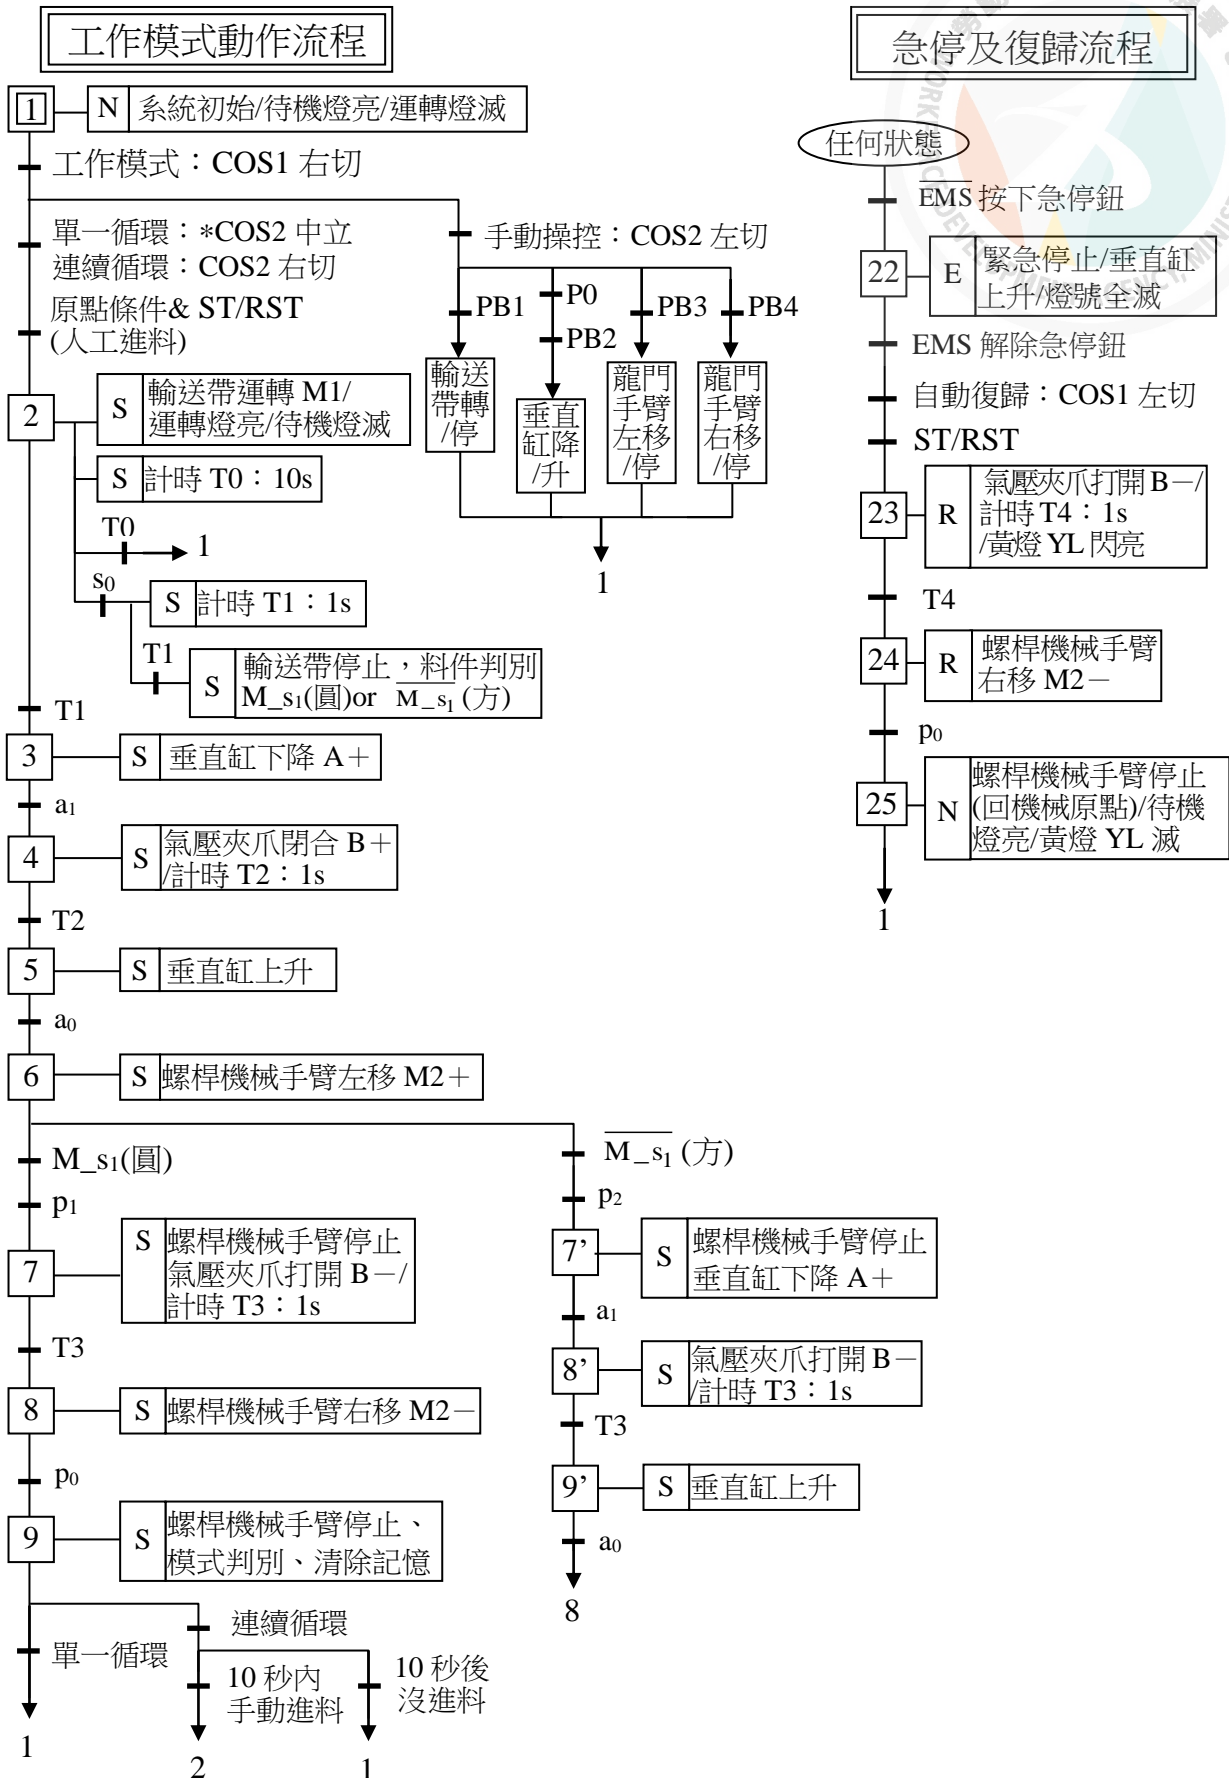 工作模式動作流程
1
N 系統初始/待機燈亮/運轉燈滅
工作模式：COS1 右切
單一循環：*COS2 中立
連續循環：COS2 右切
手動操控：COS2 左切
原點條件& ST/RST
(人工進料)
PB1
P0
PB2
PB3
PB4
輸送
帶轉
/停
垂直
缸降
/升
龍門
手臂
左移
/停
龍門
手臂
右移
/停
1
2
S 輸送帶運轉 M1/
運轉燈亮/待機燈滅
S 計時 T0：10s
T0
1
s0
S 計時 T1：1s
T1
S 輸送帶停止，料件判別
M_s1(圓)or M_s1̅ (方)
T1
3
S 垂直缸下降 A+
a1
4
S 氣壓夾爪閉合 B+
/計時 T2：1s
T2
5
S 垂直缸上升
a0
6
S 螺桿機械手臂左移 M2+
M_s1(圓)
p1
7
S 螺桿機械手臂停止
氣壓夾爪打開 B−/
計時 T3：1s
T3
8
S 螺桿機械手臂右移 M2−
p0
9
S 螺桿機械手臂停止、
模式判別、清除記憶
單一循環
1
連續循環
10 秒內
手動進料
2
10 秒後
沒進料
1
M_s1̅ (方)
p2
7’
S 螺桿機械手臂停止
垂直缸下降 A+
a1
8’
S 氣壓夾爪打開 B−
/計時 T3：1s
T3
9’
S 垂直缸上升
a0
8
急停及復歸流程
任何狀態
E̅M̅S̅ 按下急停鈕
22
E 緊急停止/垂直缸
上升/燈號全滅
EMS 解除急停鈕
自動復歸：COS1 左切
ST/RST
23
R 氣壓夾爪打開 B−/
計時 T4：1s
/黃燈 YL 閃亮
T4
24
R 螺桿機械手臂
右移 M2−
p0
25
N 螺桿機械手臂停止
(回機械原點)/待機
燈亮/黃燈 YL 滅
1